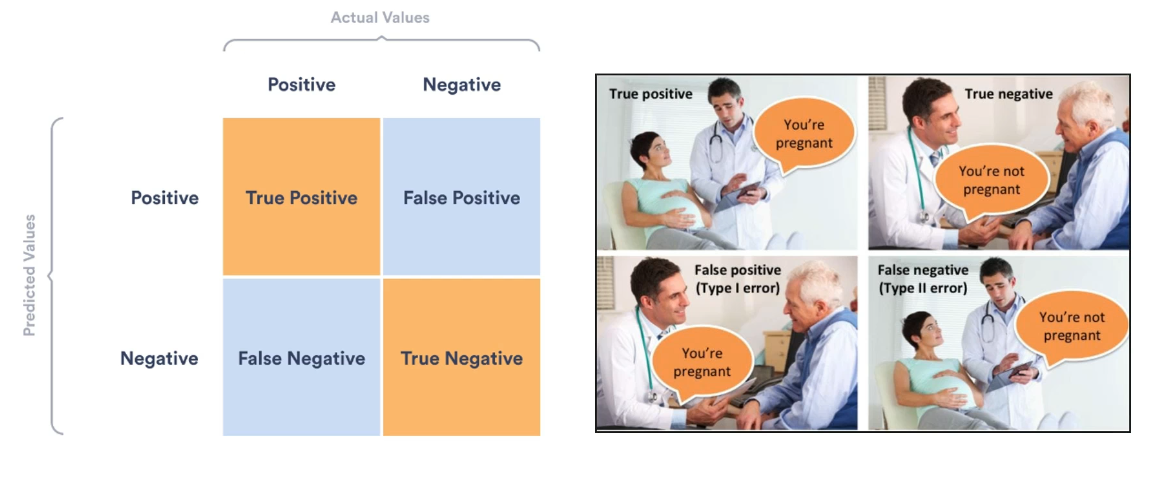 Actual Values
Positive
Negative
Predicted Values
Positive
True Positive
False Positive
Negative
False Negative
True Negative
True positive
You're
pregnant
True negative
You're not
pregnant
False positive
(Type I error)
You're
pregnant
False negative
(Type II error)
You're not
pregnant